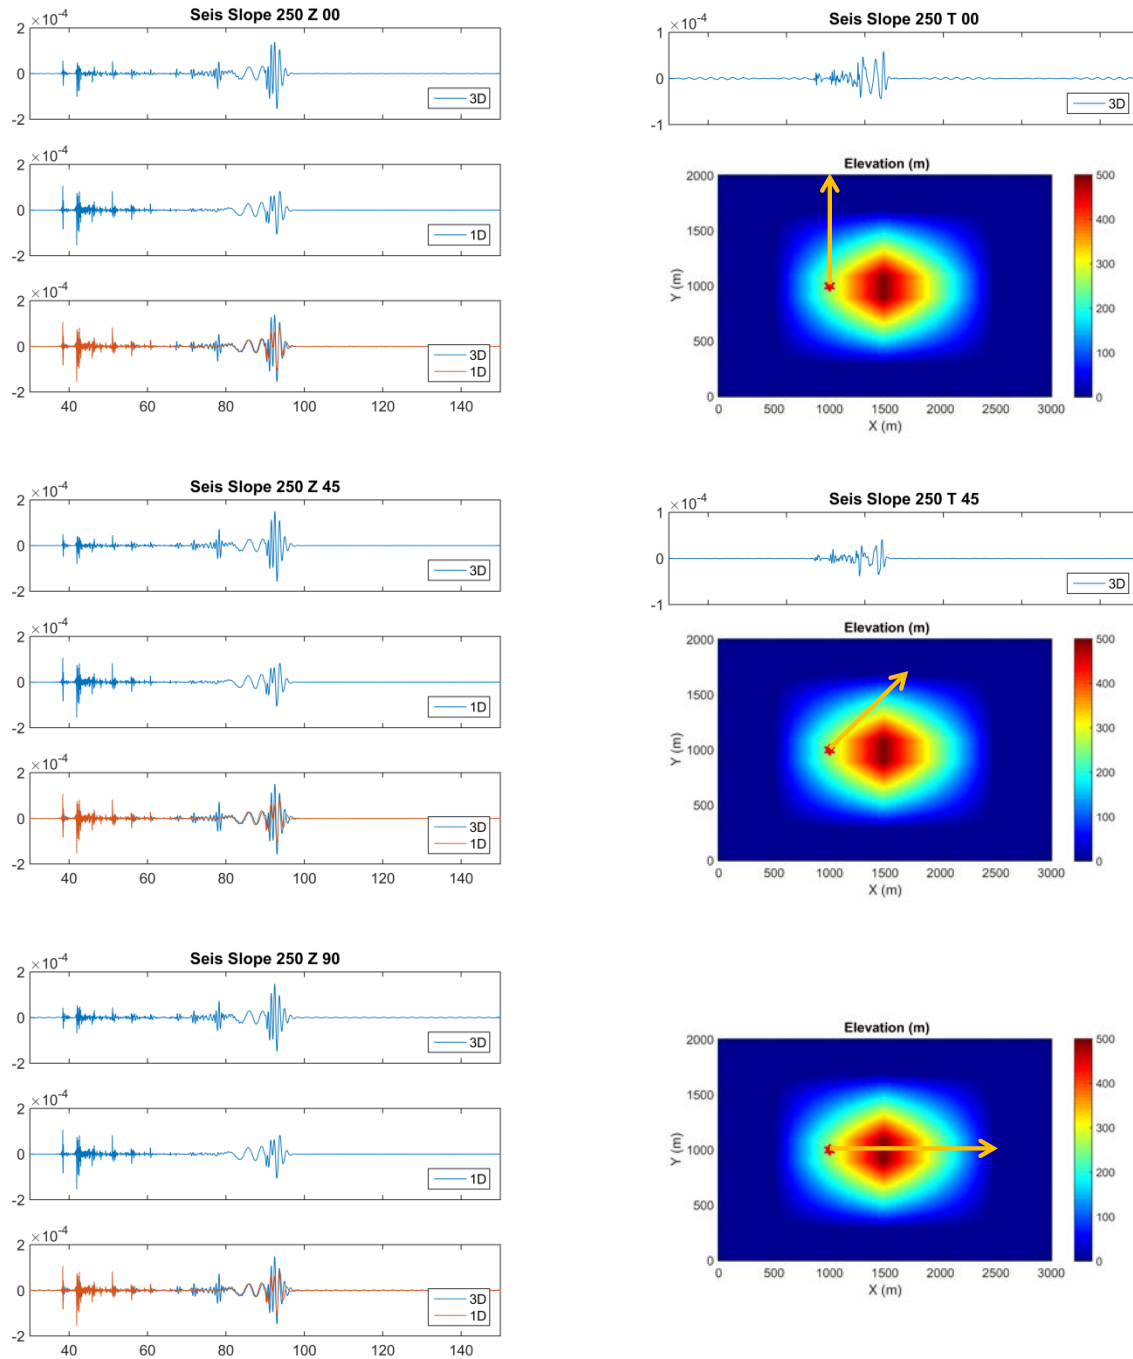 Seis Slope 250 Z 00
×10-4
2
0
-2
3D
×10-4
2
0
-2
1D
×10-4
2
0
-2
3D
1D
40 60 80 100 120 140
Seis Slope 250 T 00
×10-4
1
0
-1
3D
Elevation (m)
2000
1500
1000
500
0
Y (m)
0 500 1000 1500 2000 2500 3000
X (m)
500
400
300
200
100
0
Seis Slope 250 Z 45
×10-4
2
0
-2
3D
×10-4
2
0
-2
1D
×10-4
2
0
-2
3D
1D
40 60 80 100 120 140
Seis Slope 250 T 45
×10-4
1
0
-1
3D
Elevation (m)
2000
1500
1000
500
0
Y (m)
0 500 1000 1500 2000 2500 3000
X (m)
500
400
300
200
100
0
Seis Slope 250 Z 90
×10-4
2
0
-2
3D
×10-4
2
0
-2
1D
×10-4
2
0
-2
3D
1D
40 60 80 100 120 140
Elevation (m)
2000
1500
1000
500
0
Y (m)
0 500 1000 1500 2000 2500 3000
X (m)
500
400
300
200
100
0